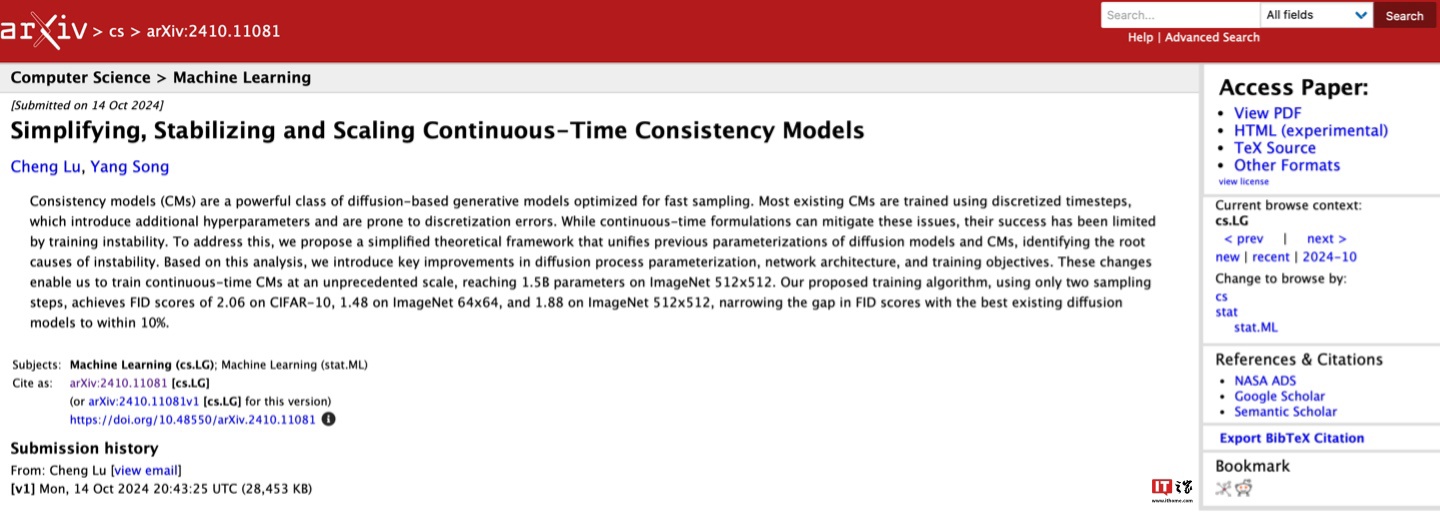 arXiv > cs > arXiv:2410.11081
Search...
All fields
Search
Help | Advanced Search
Computer Science > Machine Learning
[Submitted on 14 Oct 2024]
Simplifying, Stabilizing and Scaling Continuous-Time Consistency Models
Cheng Lu, Yang Song
Consistency models (CMs) are a powerful class of diffusion-based generative models optimized for fast sampling. Most existing CMs are trained using discretized timesteps,
which introduce additional hyperparameters and are prone to discretization errors. While continuous-time formulations can mitigate these issues, their success has been limited
by training instability. To address this, we propose a simplified theoretical framework that unifies previous parameterizations of diffusion models and CMs, identifying the root
causes of instability. Based on this analysis, we introduce key improvements in diffusion process parameterization, network architecture, and training objectives. These changes
enable us to train continuous-time CMs at an unprecedented scale, reaching 1.5B parameters on ImageNet 512x512. Our proposed training algorithm, using only two sampling
steps, achieves FID scores of 2.06 on CIFAR-10, 1.48 on ImageNet 64x64, and 1.88 on ImageNet 512x512, narrowing the gap in FID scores with the best existing diffusion
models to within 10%.
Subjects: Machine Learning (cs.LG); Machine Learning (stat.ML)
Cite as: arXiv:2410.11081 [cs.LG]
(or arXiv:2410.11081v1 [cs.LG] for this version)
https://doi.org/10.48550/arXiv.2410.11081
Submission history
From: Cheng Lu [view email]
[v1] Mon, 14 Oct 2024 20:43:25 UTC (28,453 KB)
Access Paper:
View PDF
HTML (experimental)
TeX Source
Other Formats
view license
Current browse context:
cs.LG
< prev | next >
new | recent | 2024-10
Change to browse by:
cs
stat
stat.ML
References & Citations
NASA ADS
Google Scholar
Semantic Scholar
Export BibTeX Citation
Bookmark
IT之家
www.ithome.com